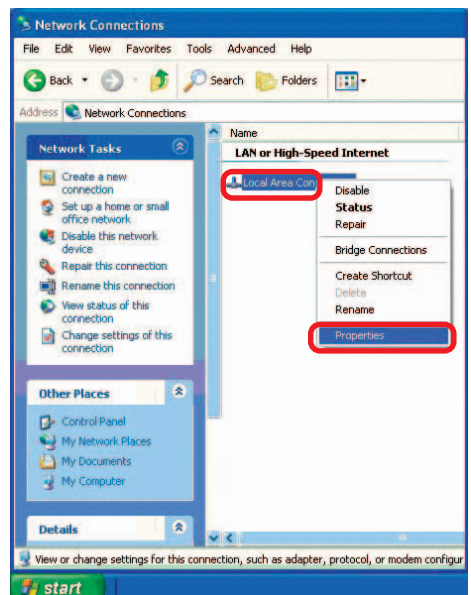 Network Connections
File Edit View Favorites Tools Advanced Help
Back Search Folders
Address Network Connections
Network Tasks
Create a new
connection
Set up a home or small
office network
Disable this network
device
Repair this connection
Rename this connection
View status of this
connection
Change settings of this
connection
Other Places
Control Panel
My Network Places
My Documents
My Computer
Details
Name
LAN or High-Speed Internet
Local Area Con
Disable
Status
Repair
Bridge Connections
Create Shortcut
Delete
Rename
Properties
View or change settings for this connection, such as adapter, protocol, or modem configur
start